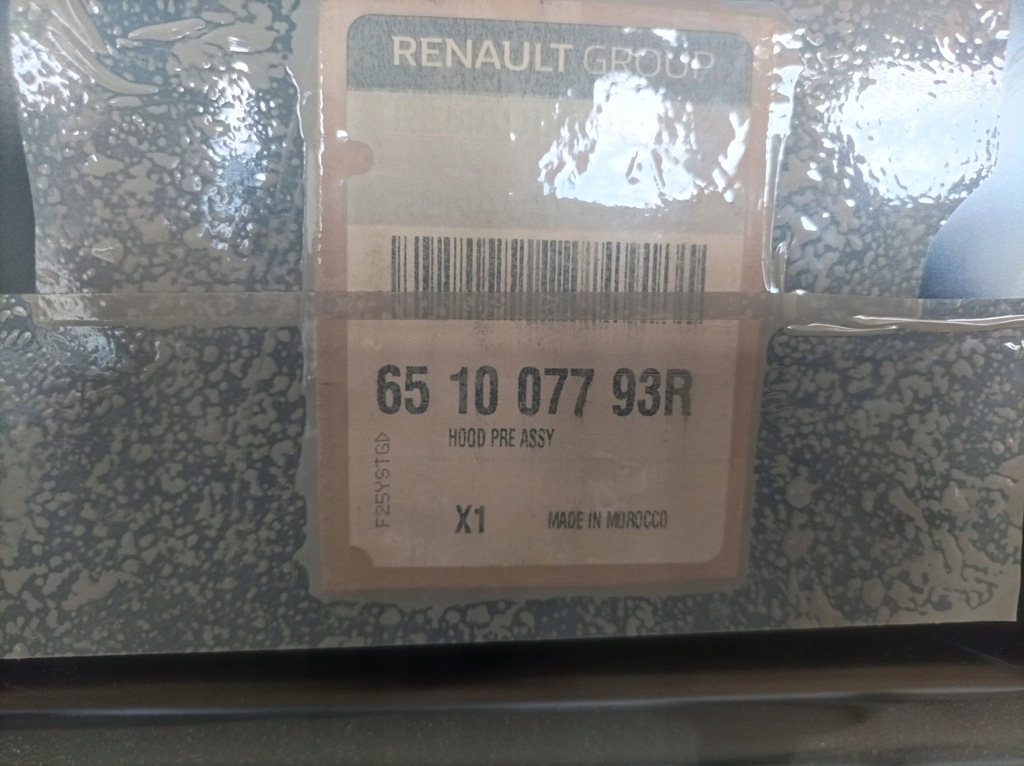 RENAULT GROUP
65 10 077 93R
HOOD PRE ASSY
F25YSTGD
X1
MADE IN MOROCCO